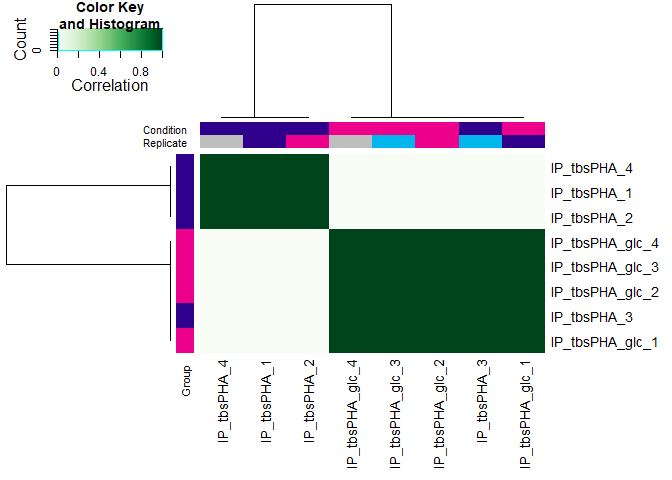 Color Key
and Histogram
Count
0
0 0.4 0.8
Correlation
Condition
Replicate
IP_tbsPHA_4
IP_tbsPHA_1
IP_tbsPHA_2
IP_tbsPHA_glc_4
IP_tbsPHA_glc_3
IP_tbsPHA_glc_2
IP_tbsPHA_3
IP_tbsPHA_glc_1
Group
IP_tbsPHA_4
IP_tbsPHA_1
IP_tbsPHA_2
IP_tbsPHA_glc_4
IP_tbsPHA_glc_3
IP_tbsPHA_glc_2
IP_tbsPHA_3
IP_tbsPHA_glc_1